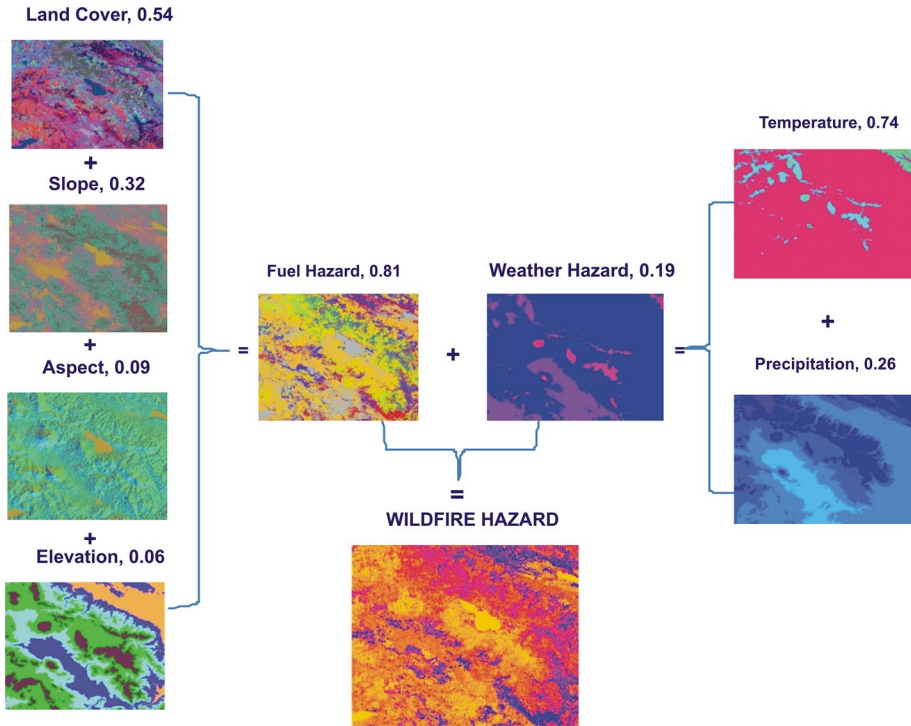 Land Cover, 0.54
+
Slope, 0.32
+
Aspect, 0.09
+
Elevation, 0.06
=
Fuel Hazard, 0.81
+
Weather Hazard, 0.19
=
Temperature, 0.74
+
Precipitation, 0.26
=
WILDFIRE HAZARD